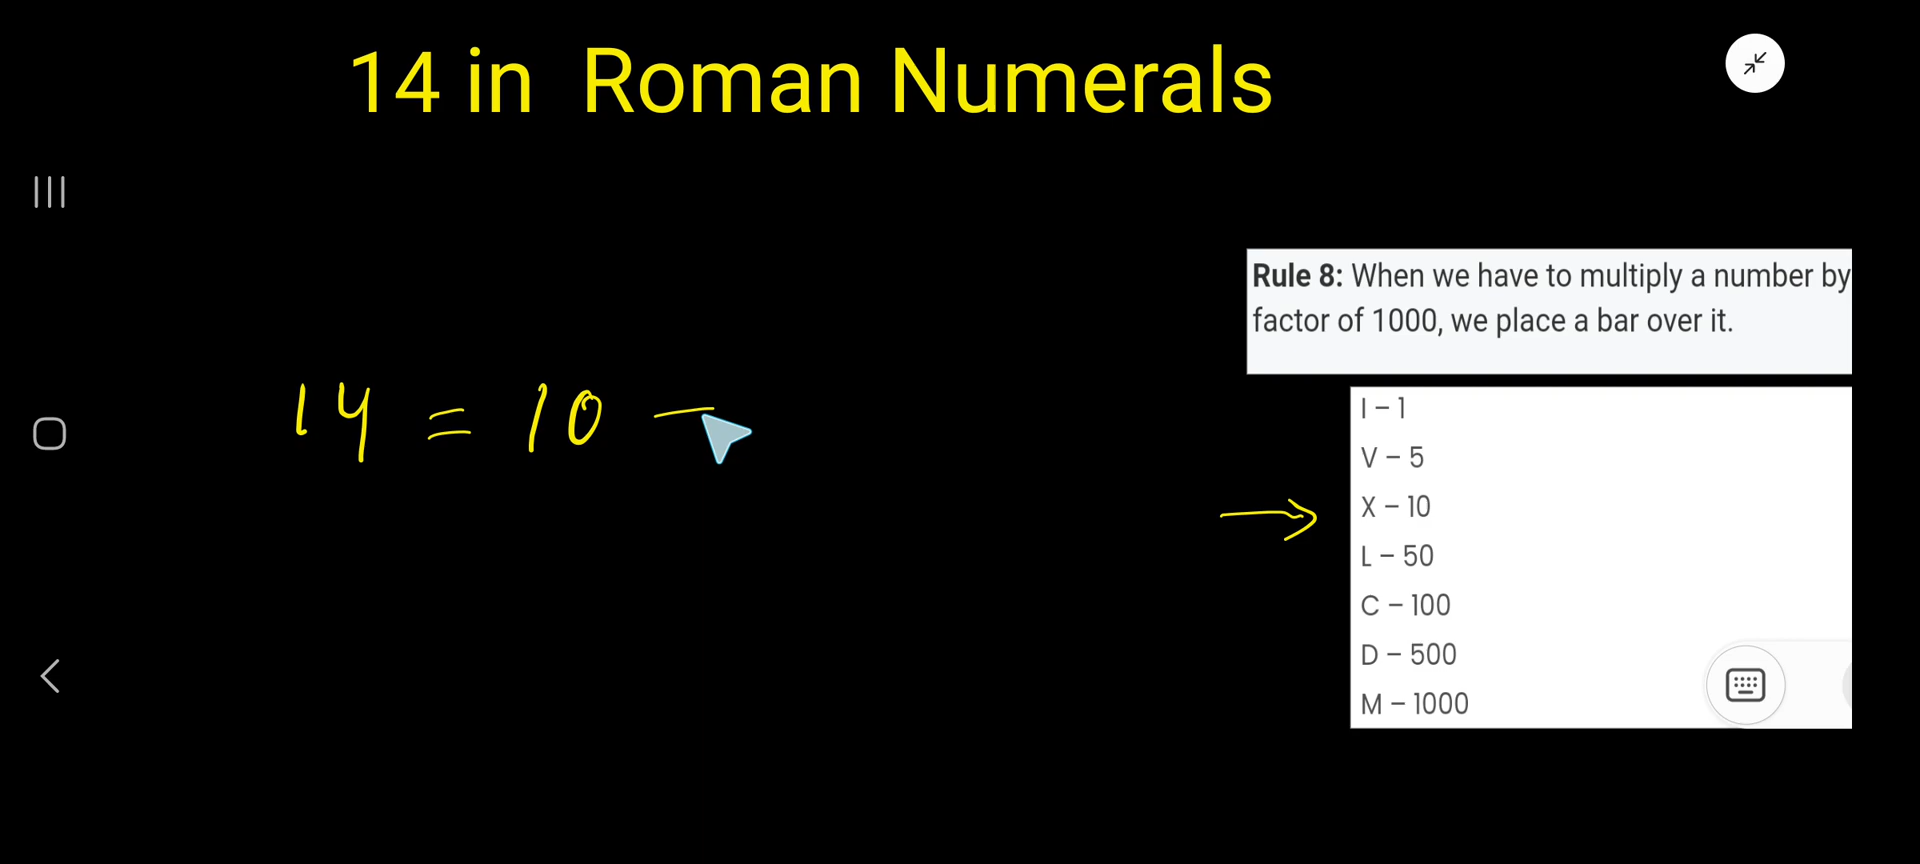 14 in Roman Numerals
Rule 8: When we have to multiply a number by
factor of 1000, we place a bar over it.
14 = 10 —
I – 1
V – 5
X – 10
L – 50
C – 100
D – 500
M – 1000